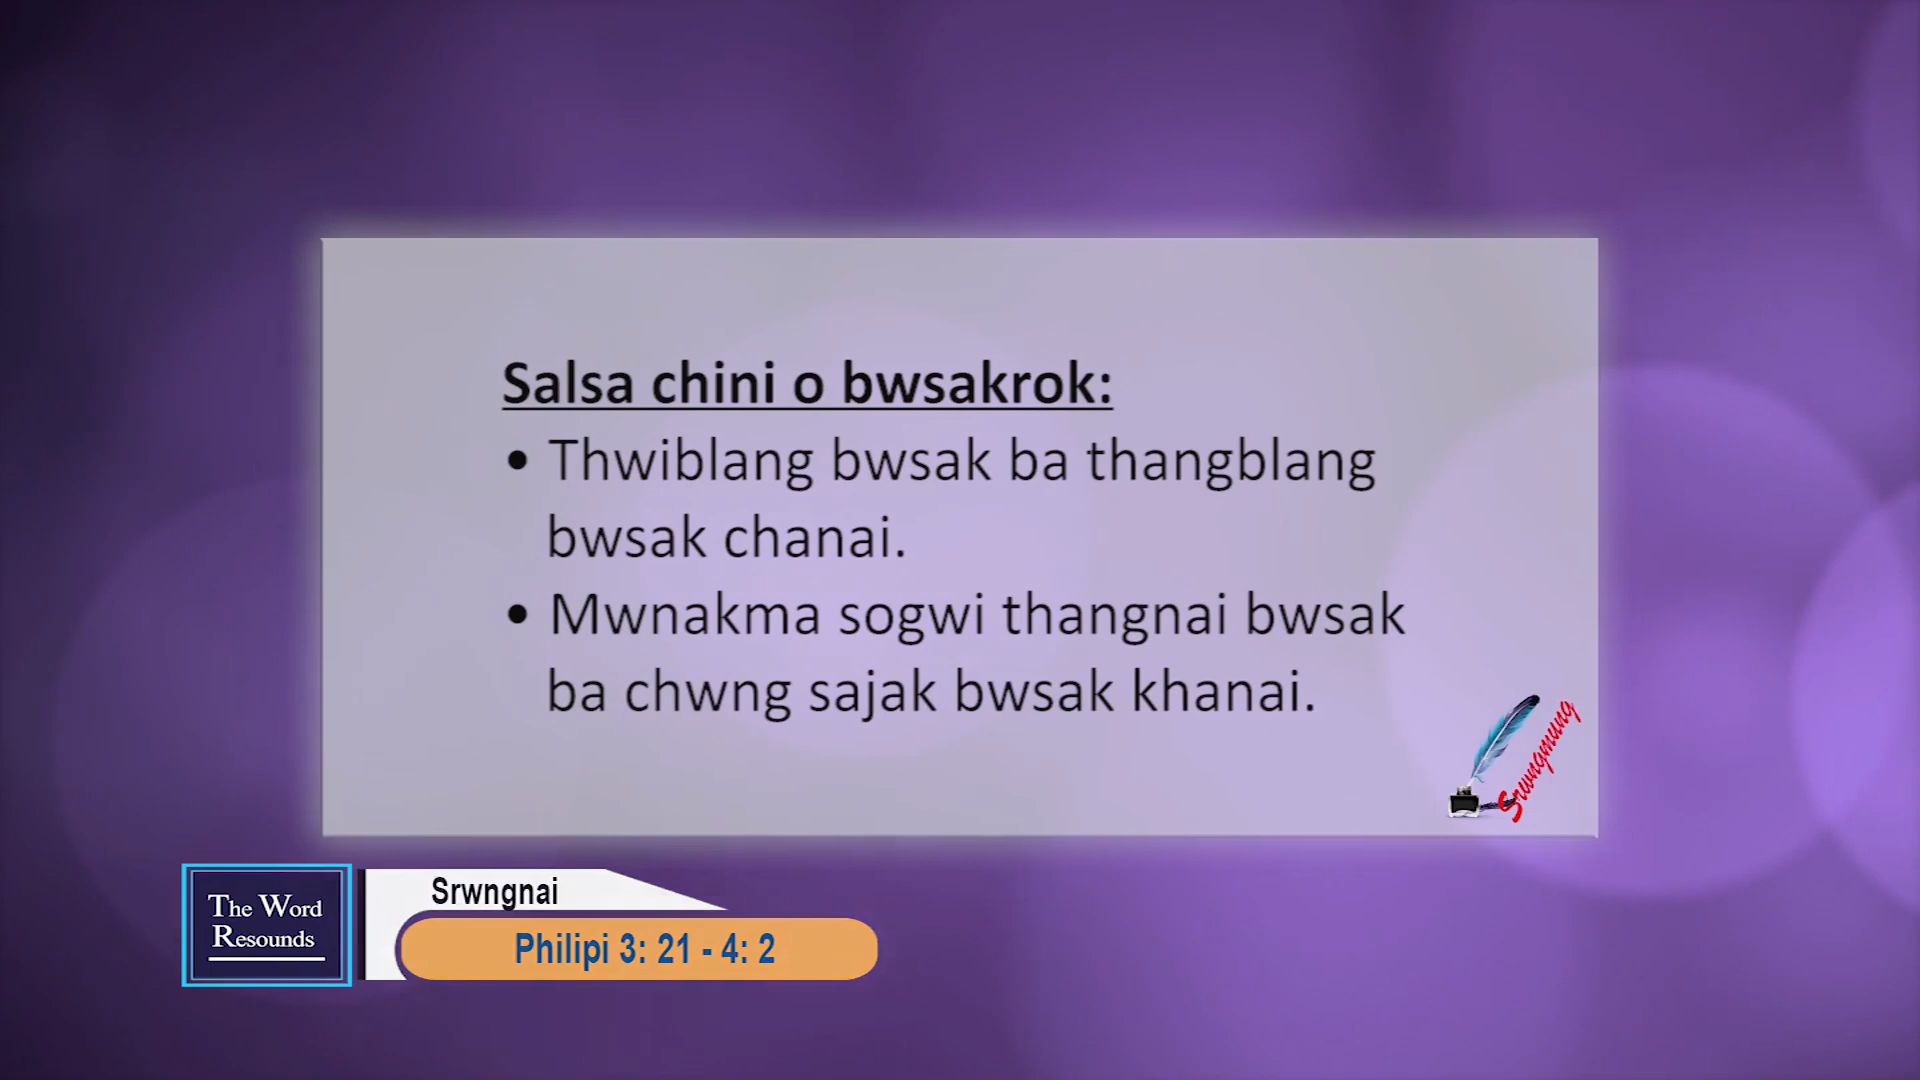 Salsa chini o bwsakrok:
• Thwiblang bwsak ba thangblang
bwsak chanai.
• Mwnakma sogwi thangnai bwsak
ba chwng sajak bwsak khanai.
Srwngmung
The Word
Resounds
Srwngnai
Philipi 3: 21 - 4: 2